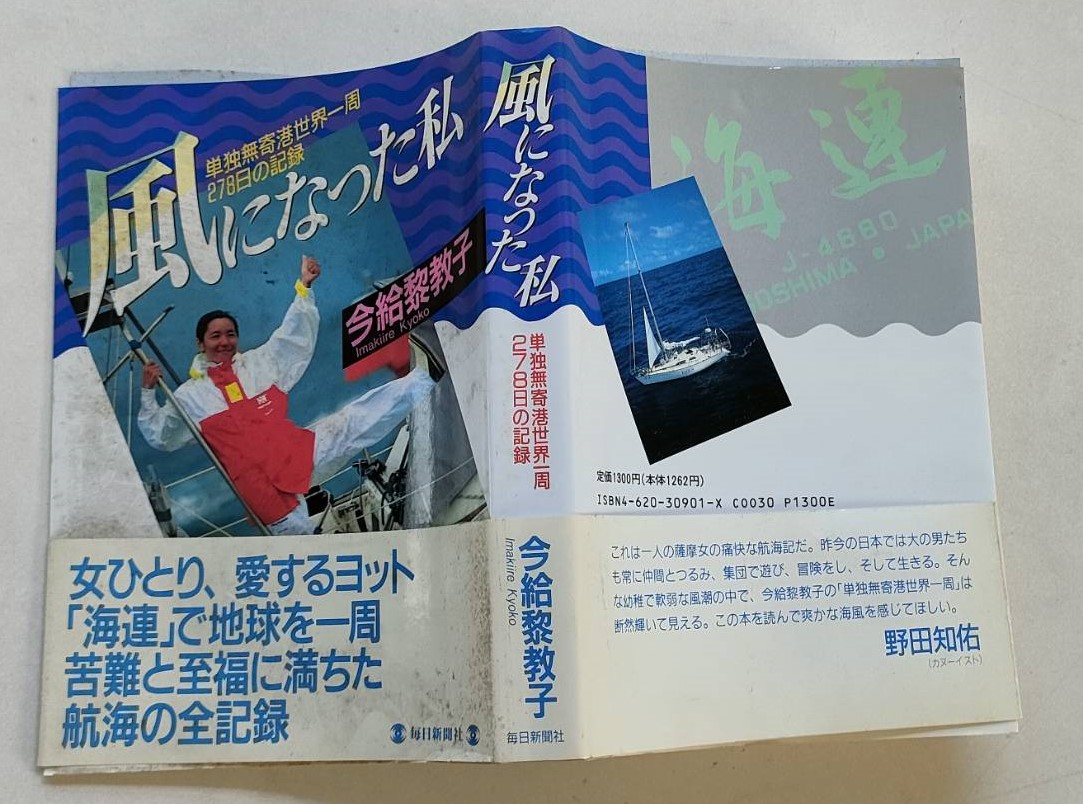 単独無寄港世界一周
278日の記録
風になった私
今給黎教子
Imakiire Kyoko
女ひとり、愛するヨット
「海連」で地球を一周
苦難と至福に満ちた
航海の全記録
毎日新聞社
風になった私
単独無寄港世界一周
278日の記録
今給黎教子
Imakiire Kyoko
毎日新聞社
海連
J-4680
OSHIMA • JAPA
定価1300円(本体1262円)
ISBN4-620-30901-X C0030 P1300E
これは一人の薩摩女の痛快な航海記だ。昨今の日本では大の男たち
も常に仲間とつるみ、集団で遊び、冒険をし、そして生きる。そん
な幼稚で軟弱な風潮の中で、今給黎教子の「単独無寄港世界一周」は
断然輝いて見える。この本を読んで爽かな海風を感じてほしい。
野田知佑
(カヌーイスト)